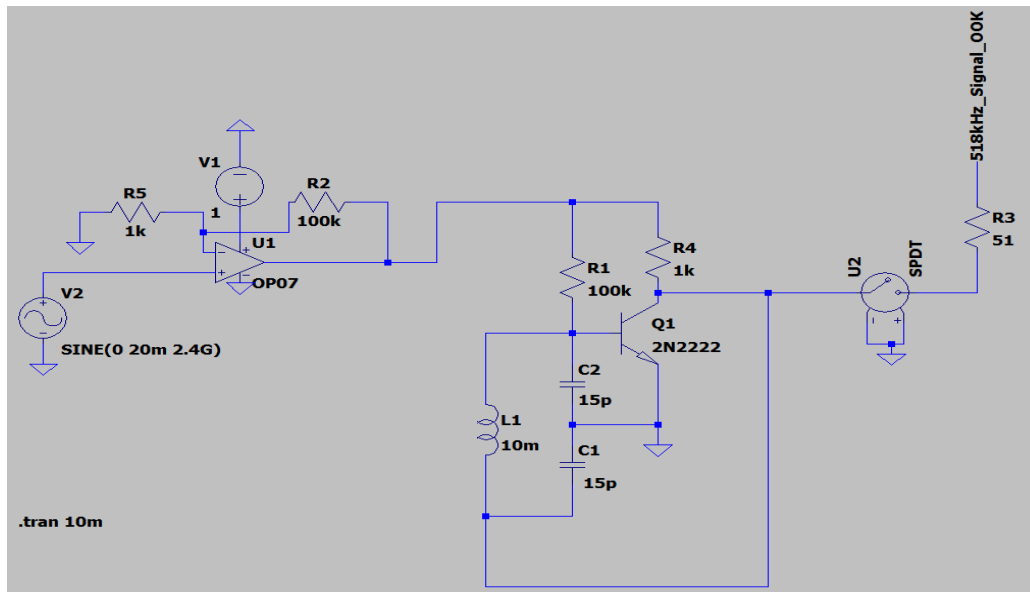 518kHz_Signal_OOK
V1
1
R5
1k
R2
100k
U1
OP07
V2
SINE(0 20m 2.4G)
R1
100k
R4
1k
Q1
2N2222
U2
SPDT
R3
51
C2
15p
L1
10m
C1
15p
.tran 10m